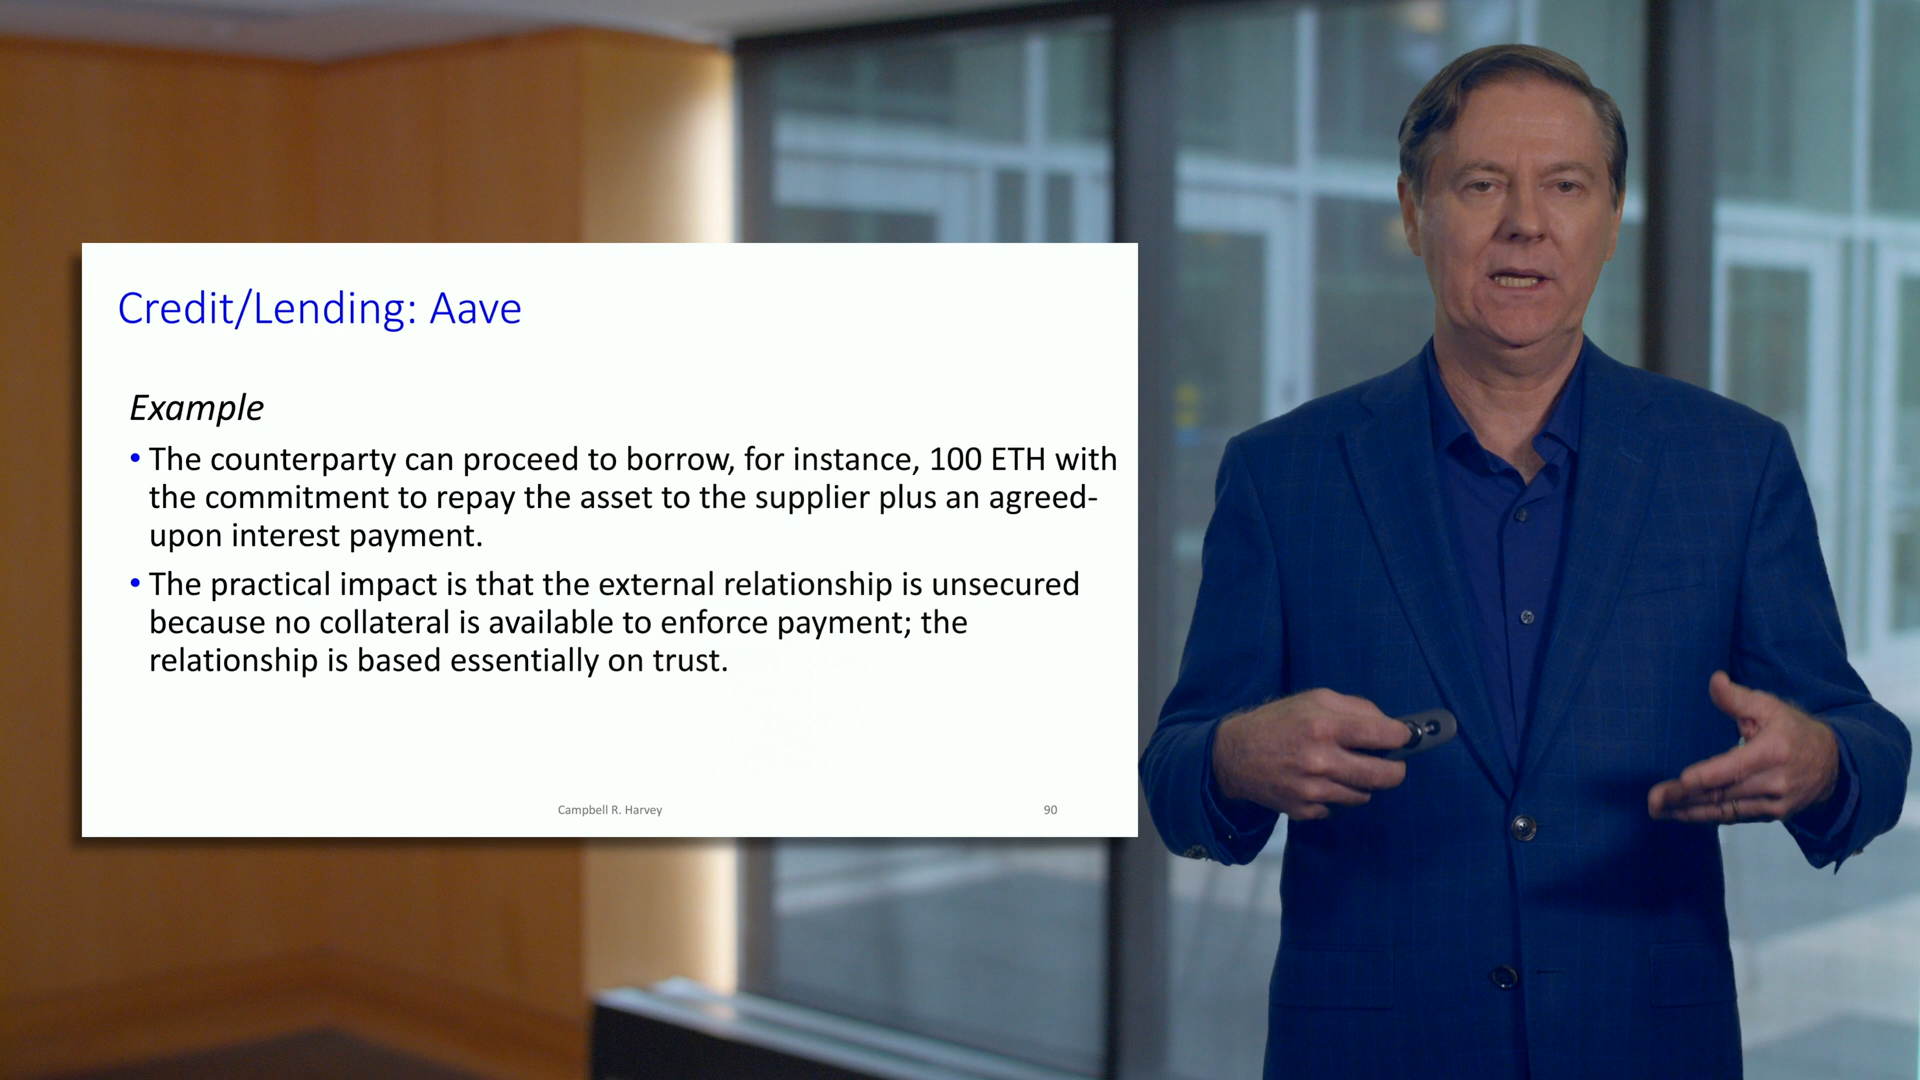 Credit/Lending: Aave
Example
• The counterparty can proceed to borrow, for instance, 100 ETH with
the commitment to repay the asset to the supplier plus an agreed-
upon interest payment.
• The practical impact is that the external relationship is unsecured
because no collateral is available to enforce payment; the
relationship is based essentially on trust.
Campbell R. Harvey
90